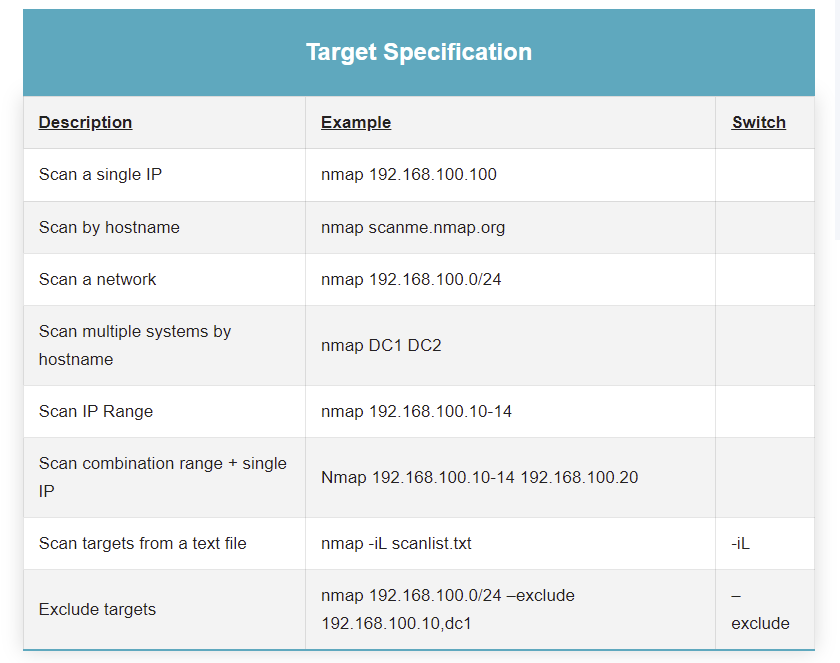 Target Specification
Description Example Switch
Scan a single IP nmap 192.168.100.100
Scan by hostname nmap scanme.nmap.org
Scan a network nmap 192.168.100.0/24
Scan multiple systems by
hostname
nmap DC1 DC2
Scan IP Range nmap 192.168.100.10-14
Scan combination range + single
IP
Nmap 192.168.100.10-14 192.168.100.20
Scan targets from a text file nmap -iL scanlist.txt -iL
Exclude targets
nmap 192.168.100.0/24 –exclude
192.168.100.10,dc1
–
exclude